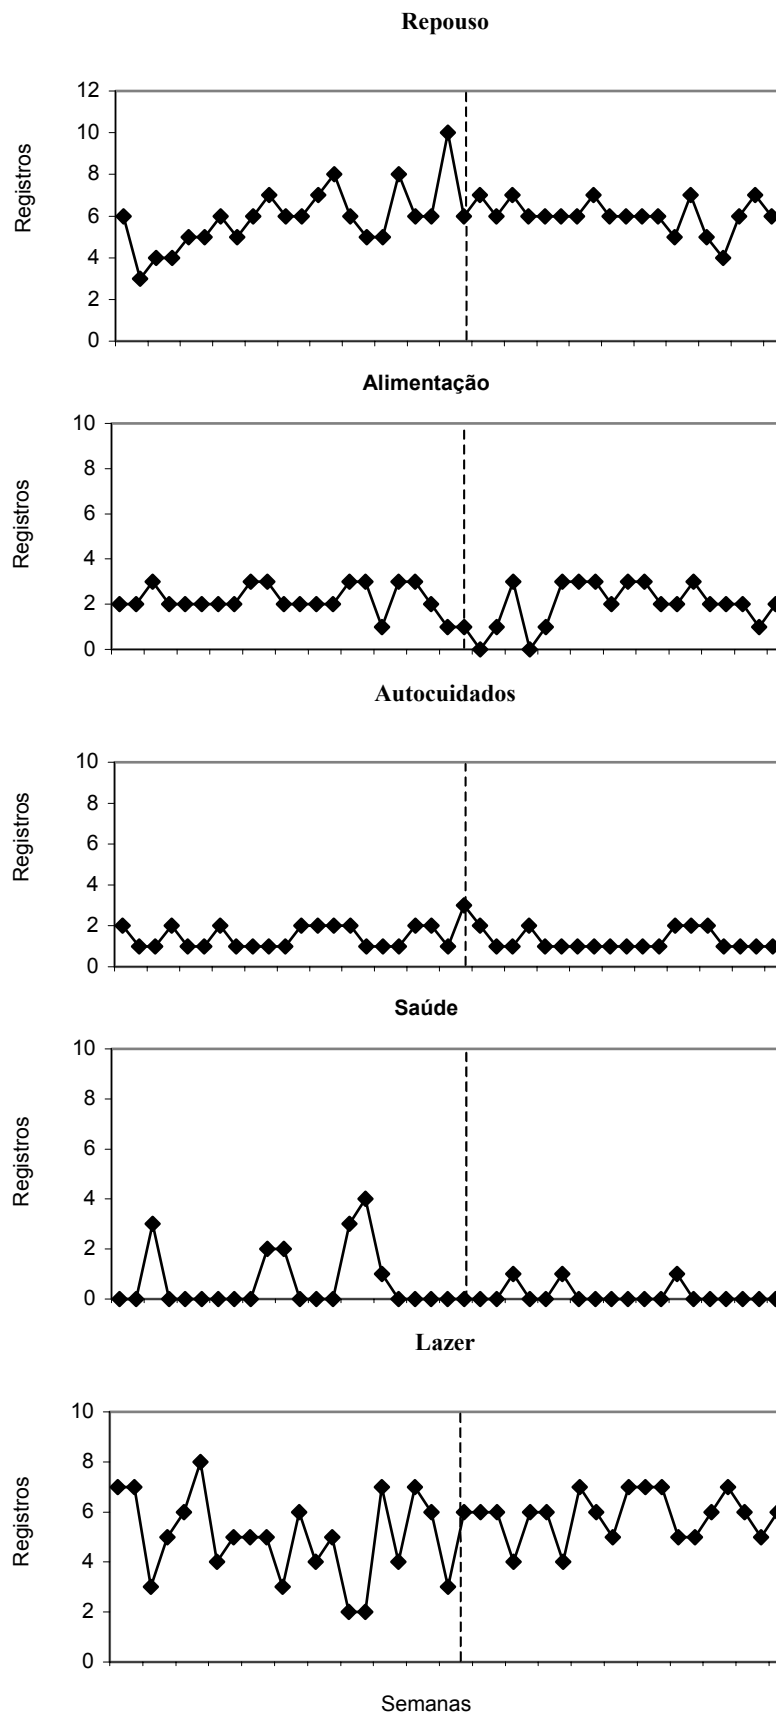 Repouso
12
10
8
6
4
2
0
Registros
Alimentação
10
8
6
4
2
0
Registros
Autocuidados
10
8
6
4
2
0
Registros
Saúde
10
8
6
4
2
0
Registros
Lazer
10
8
6
4
2
0
Registros
Semanas